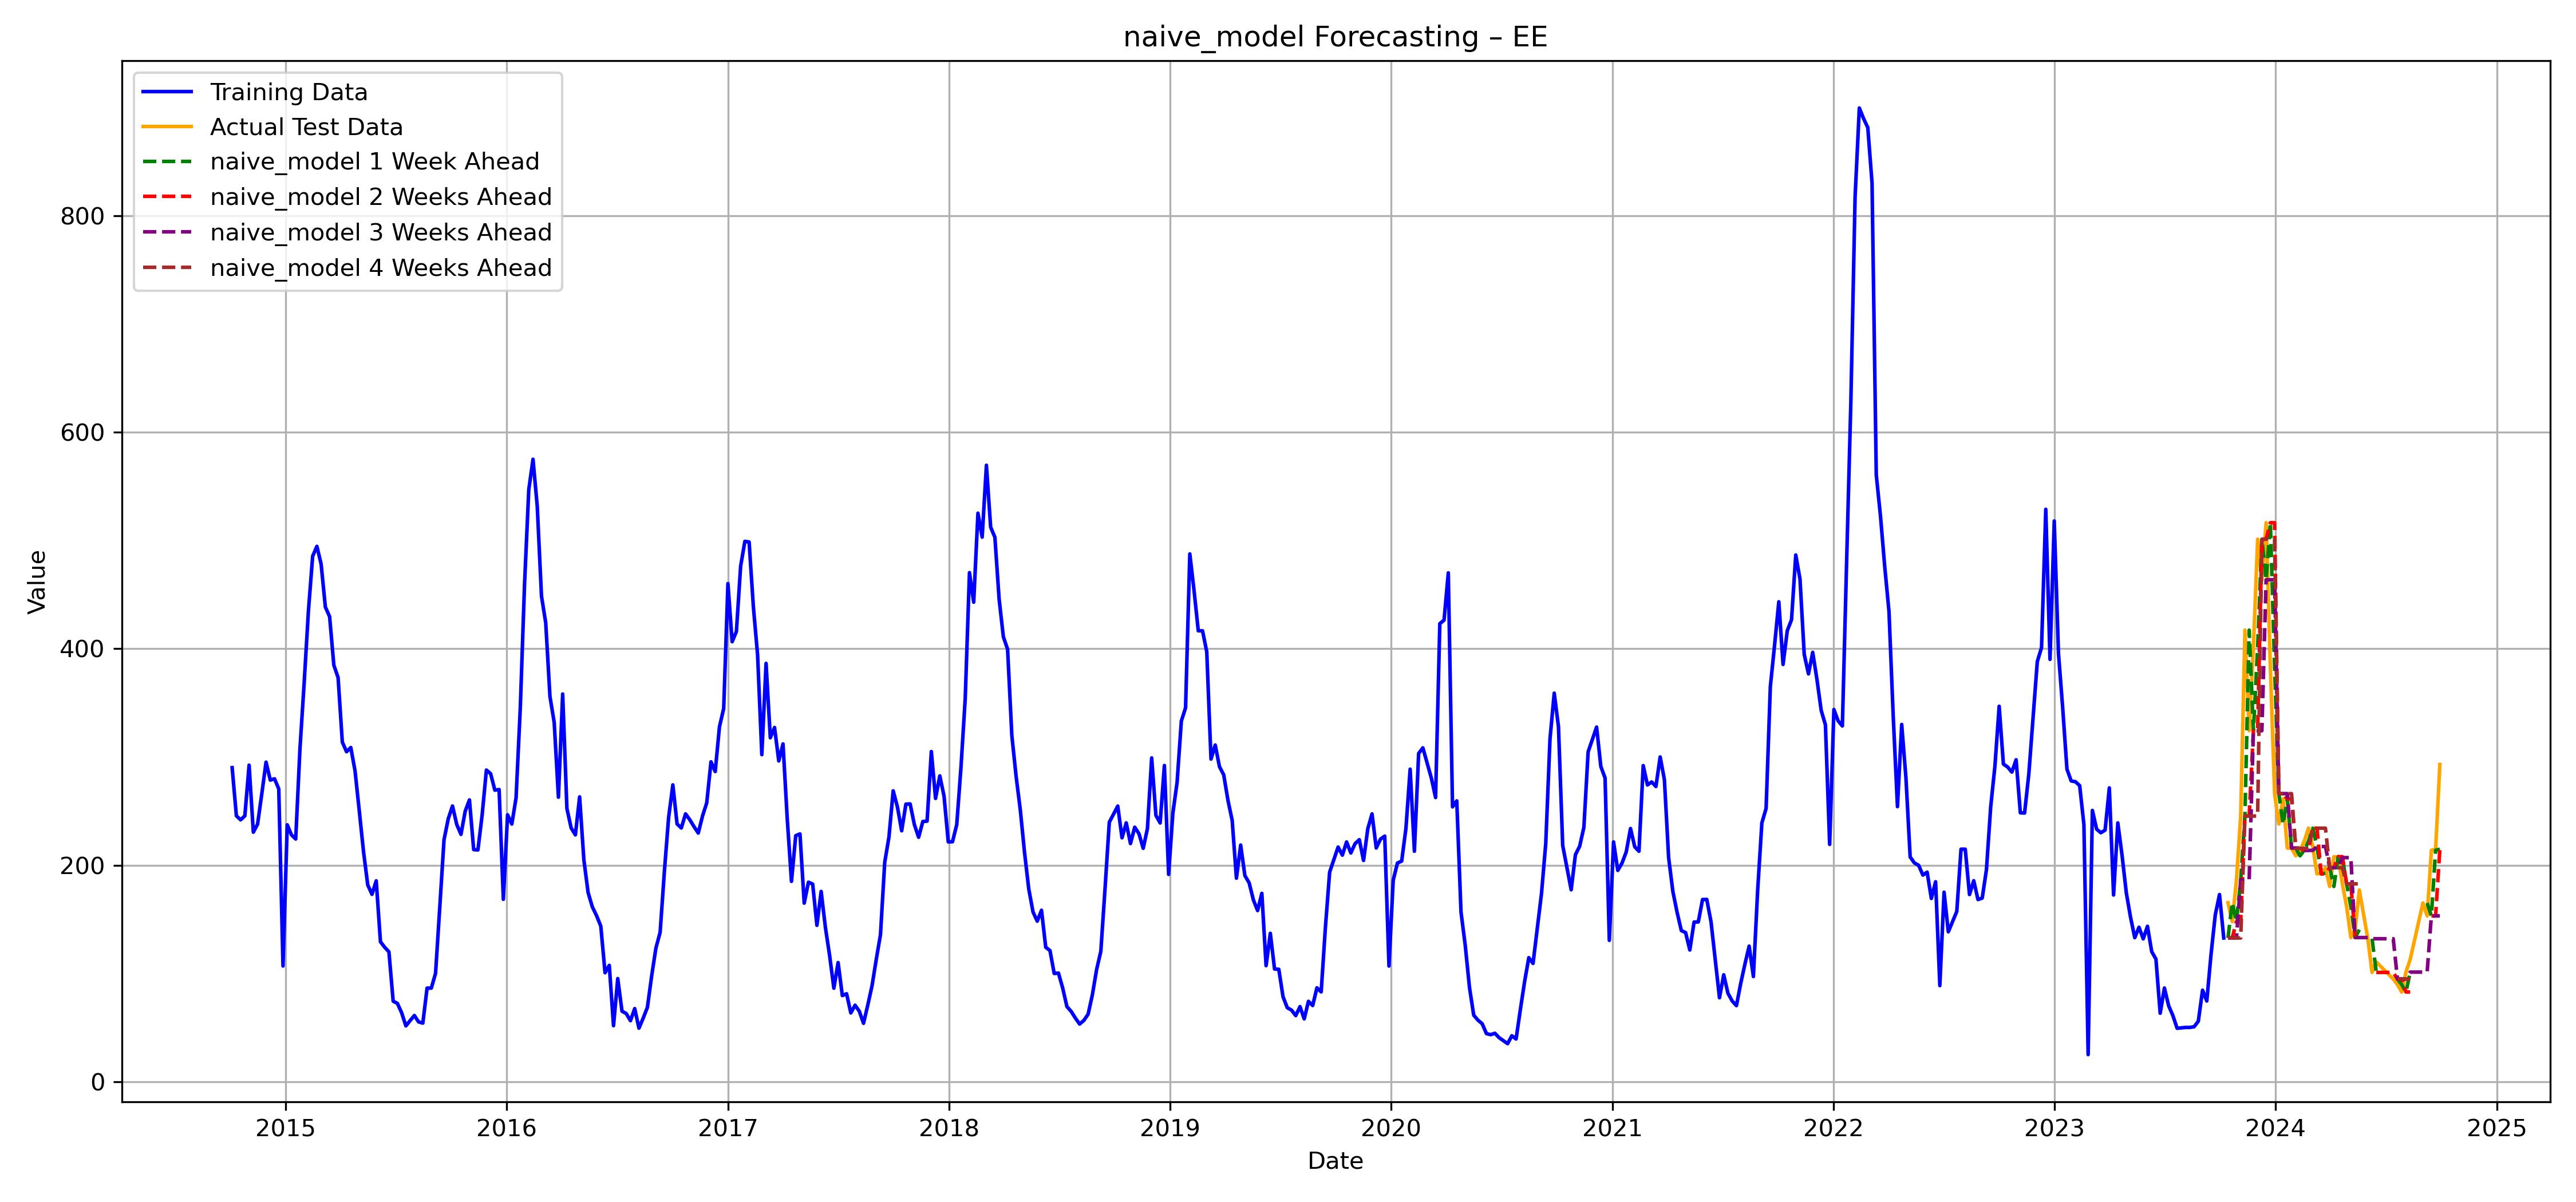 naive_model Forecasting – EE
Training Data
Actual Test Data
naive_model 1 Week Ahead
naive_model 2 Weeks Ahead
naive_model 3 Weeks Ahead
naive_model 4 Weeks Ahead
Value
800
600
400
200
0
2015 2016 2017 2018 2019 2020 2021 2022 2023 2024 2025
Date